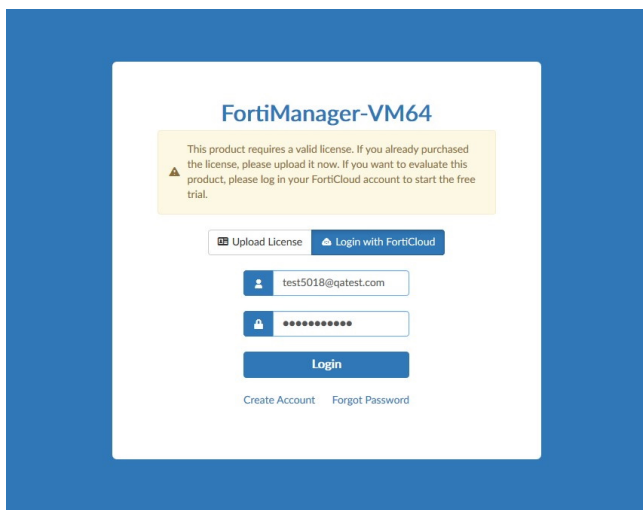 FortiManager-VM64
This product requires a valid license. If you already purchased
the license, please upload it now. If you want to evaluate this
product, please log in your FortiCloud account to start the free
trial.
Upload License Login with FortiCloud
test5018@qatest.com
•••••••••••
Login
Create Account Forgot Password